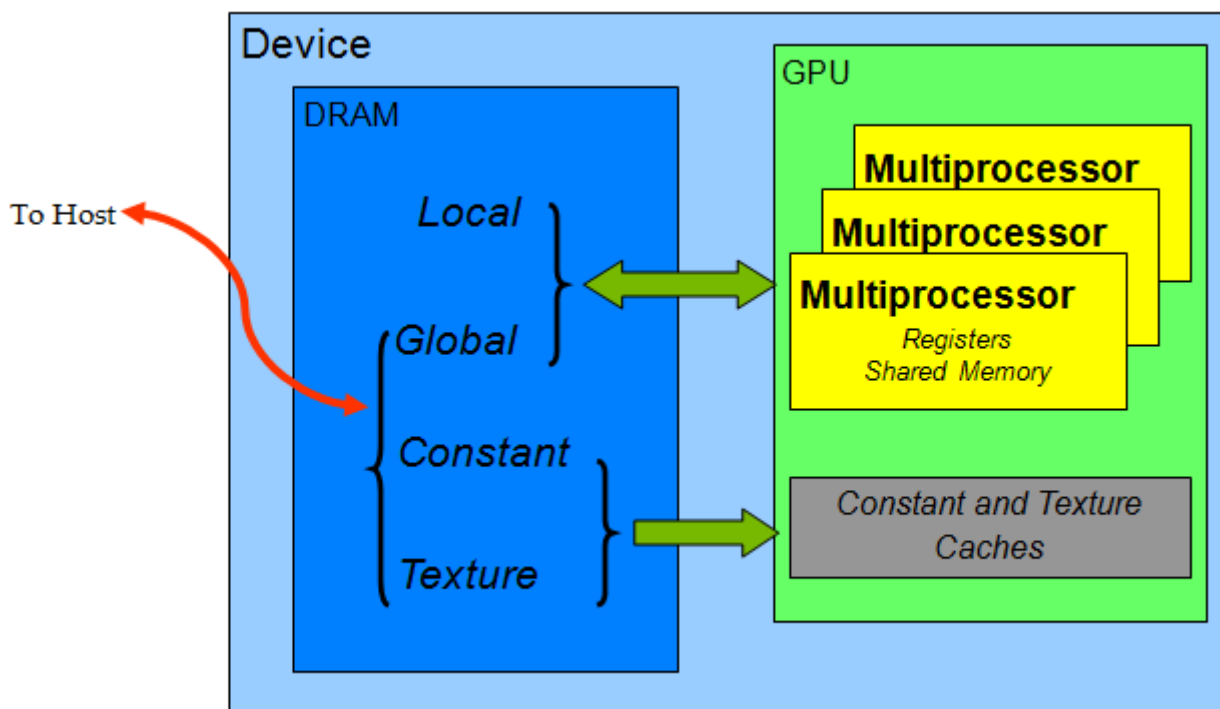 Device
DRAM
To Host
Local
Global
Constant
Texture
GPU
Multiprocessor
Multiprocessor
Multiprocessor
Registers
Shared Memory
Constant and Texture
Caches